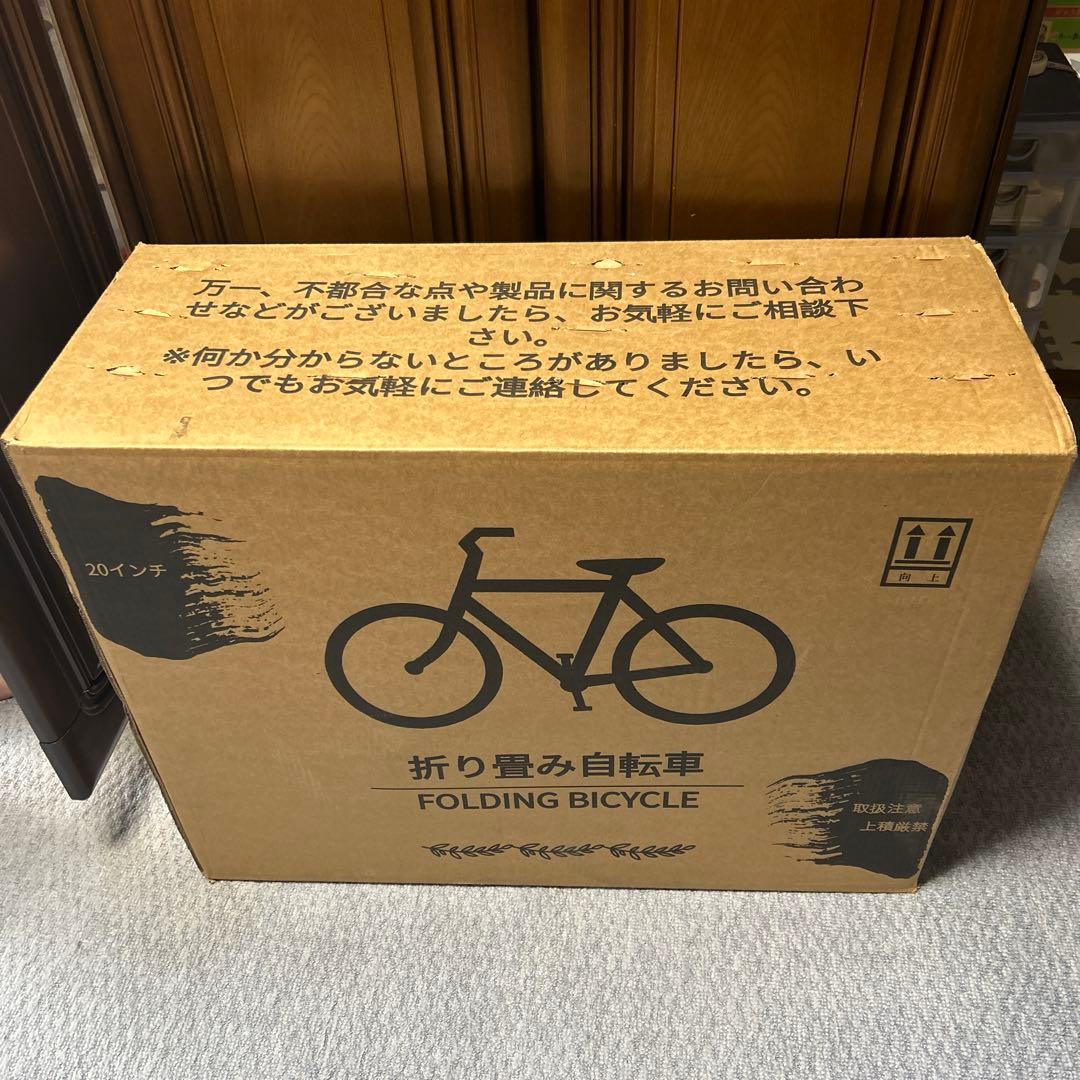 万一、不都合な点や製品に関するお問い合わ
せなどがございましたら、お気軽にご相談下
さい。
※何か分からないところがありましたら、い
つでもお気軽にご連絡してください。
20インチ
向 上
折り畳み自転車
FOLDING BICYCLE
取扱注意
上積厳禁